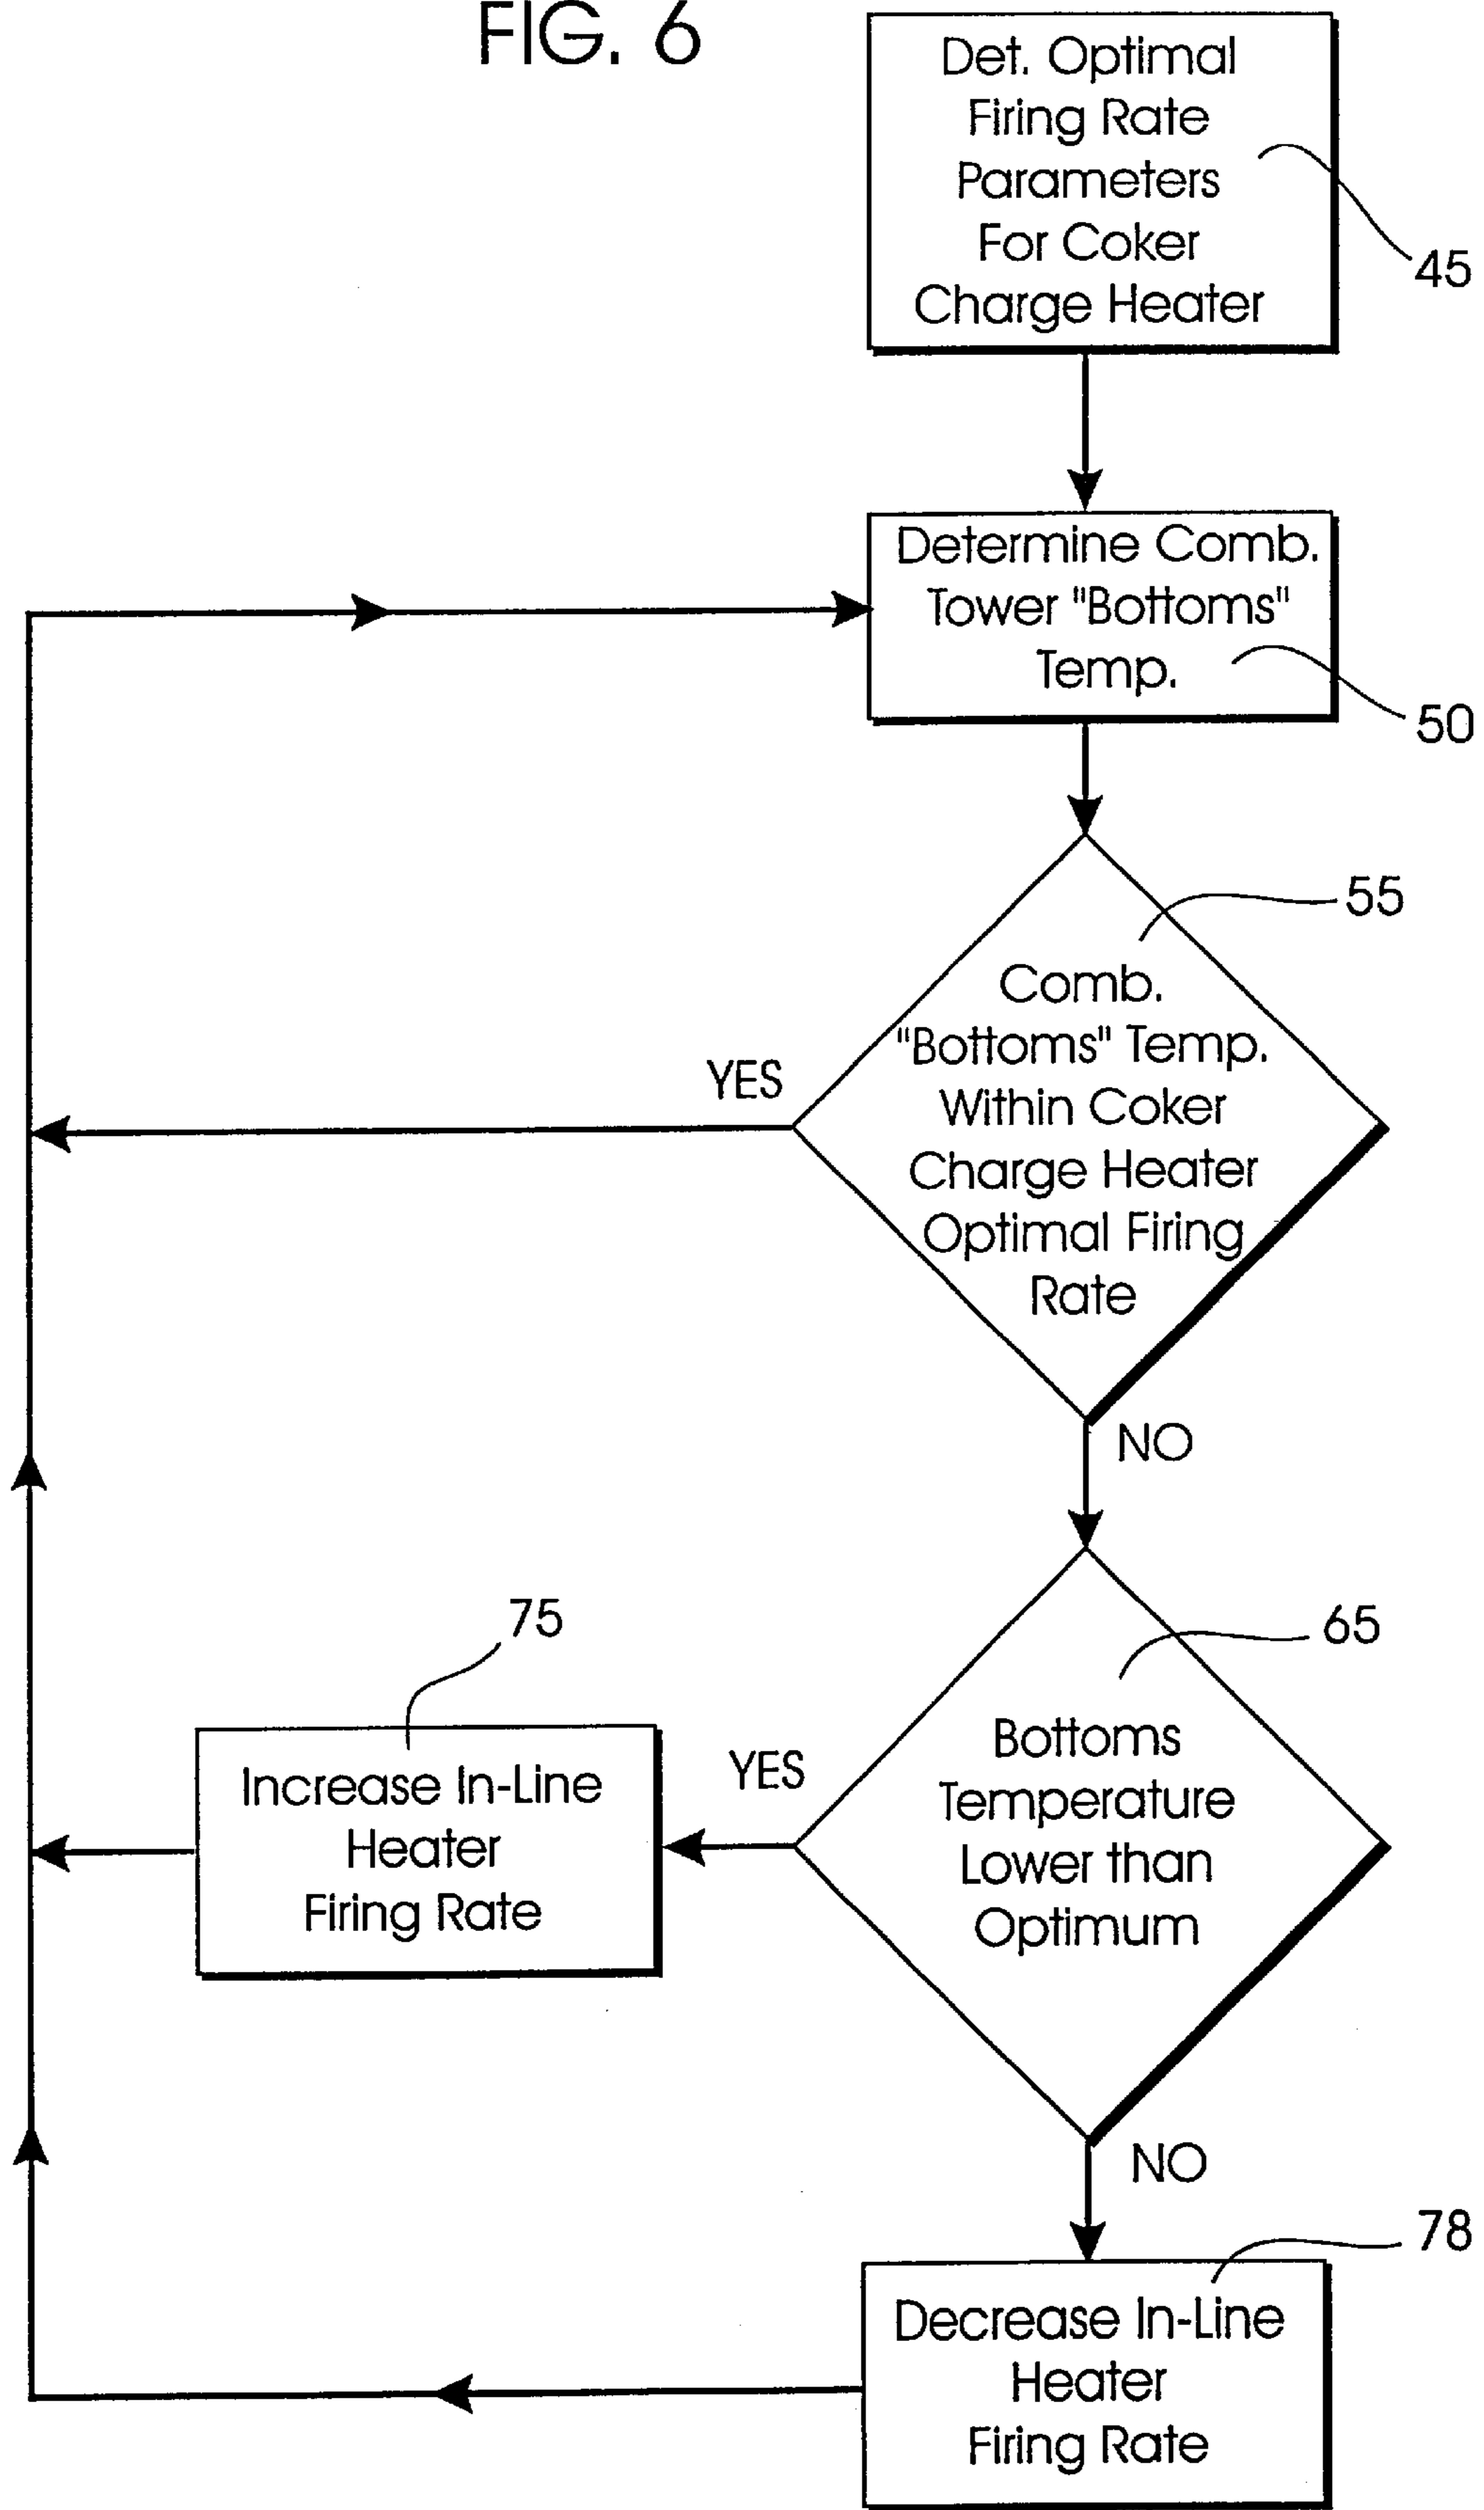 FIG. 6
Det. Optimal
Firing Rate
Parameters
For Coker
Charge Heater
45
Determine Comb.
Tower "Bottoms"
Temp.
50
55
Comb.
"Bottoms" Temp.
Within Coker
Charge Heater
Optimal Firing
Rate
YES
NO
65
Bottoms
Temperature
Lower than
Optimum
YES
75
Increase In-Line
Heater
Firing Rate
NO
78
Decrease In-Line
Heater
Firing Rate